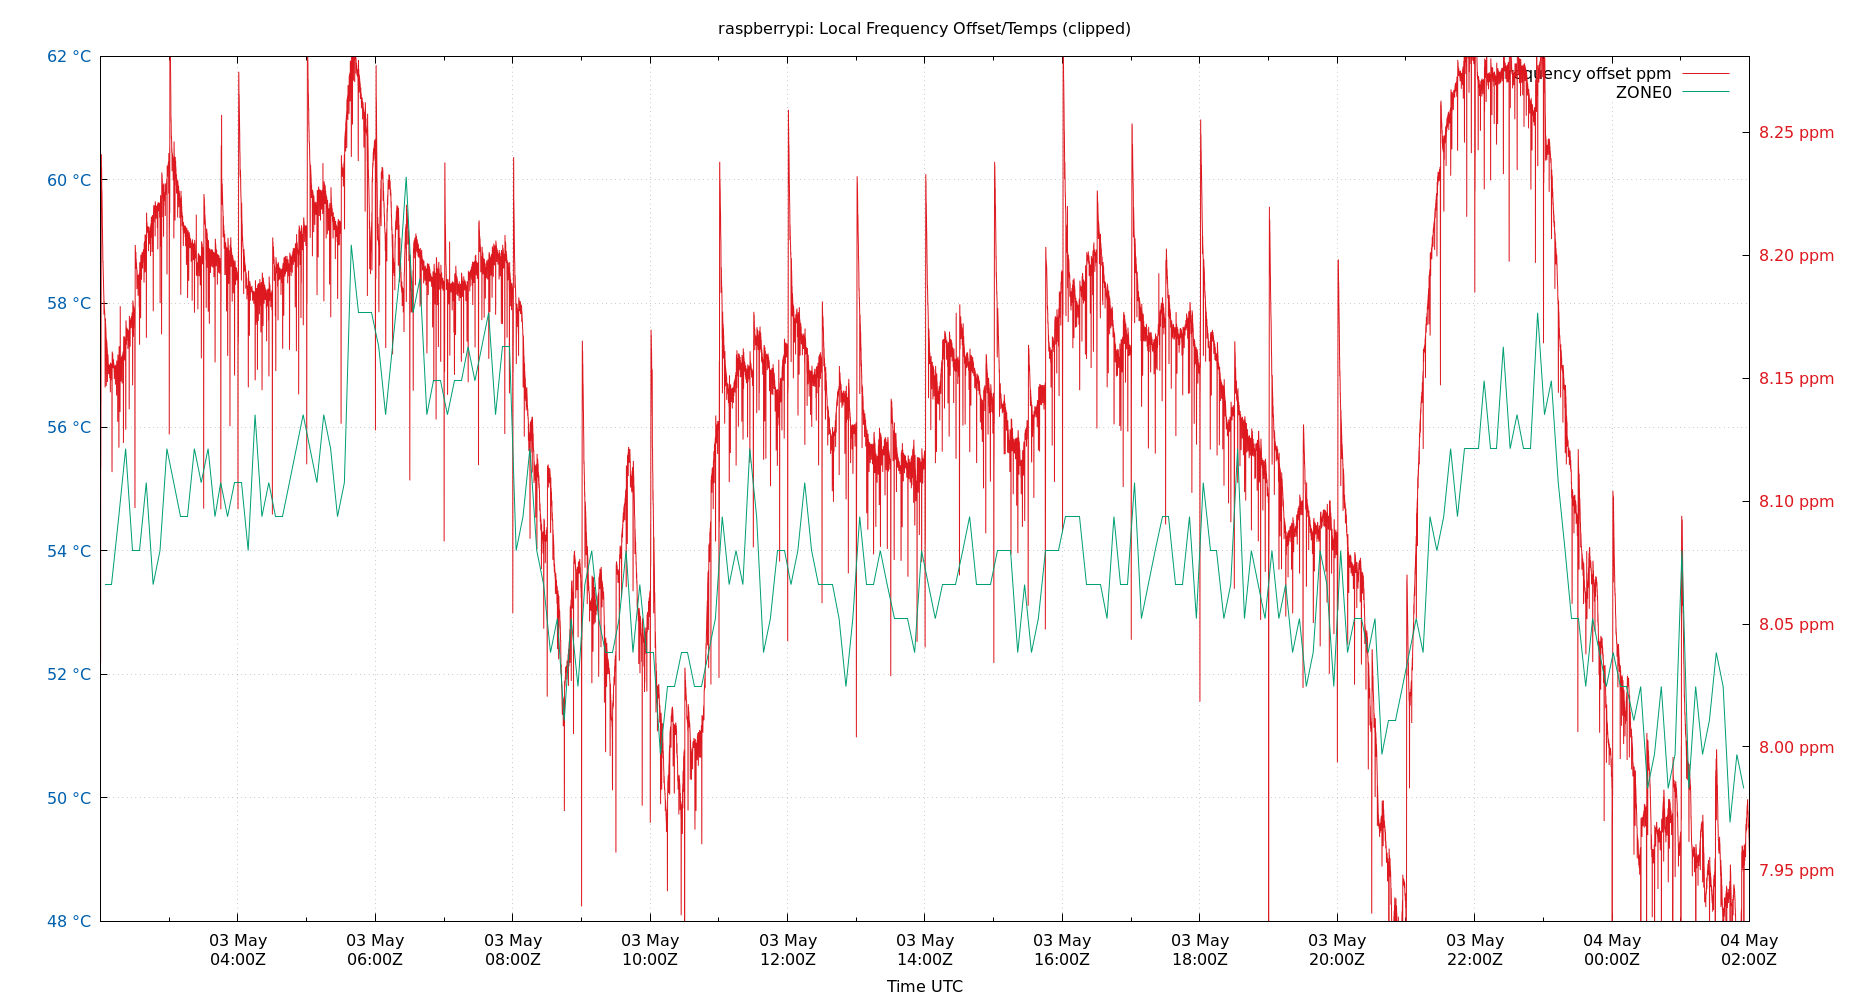 raspberrypi: Local Frequency Offset/Temps (clipped)
62 °C
60 °C
58 °C
56 °C
54 °C
52 °C
50 °C
48 °C
frequency offset ppm
ZONE0
8.25 ppm
8.20 ppm
8.15 ppm
8.10 ppm
8.05 ppm
8.00 ppm
7.95 ppm
03 May 03 May 03 May 03 May 03 May 03 May 03 May 03 May 03 May 03 May 04 May 04 May
04:00Z 06:00Z 08:00Z 10:00Z 12:00Z 14:00Z 16:00Z 18:00Z 20:00Z 22:00Z 00:00Z 02:00Z
Time UTC